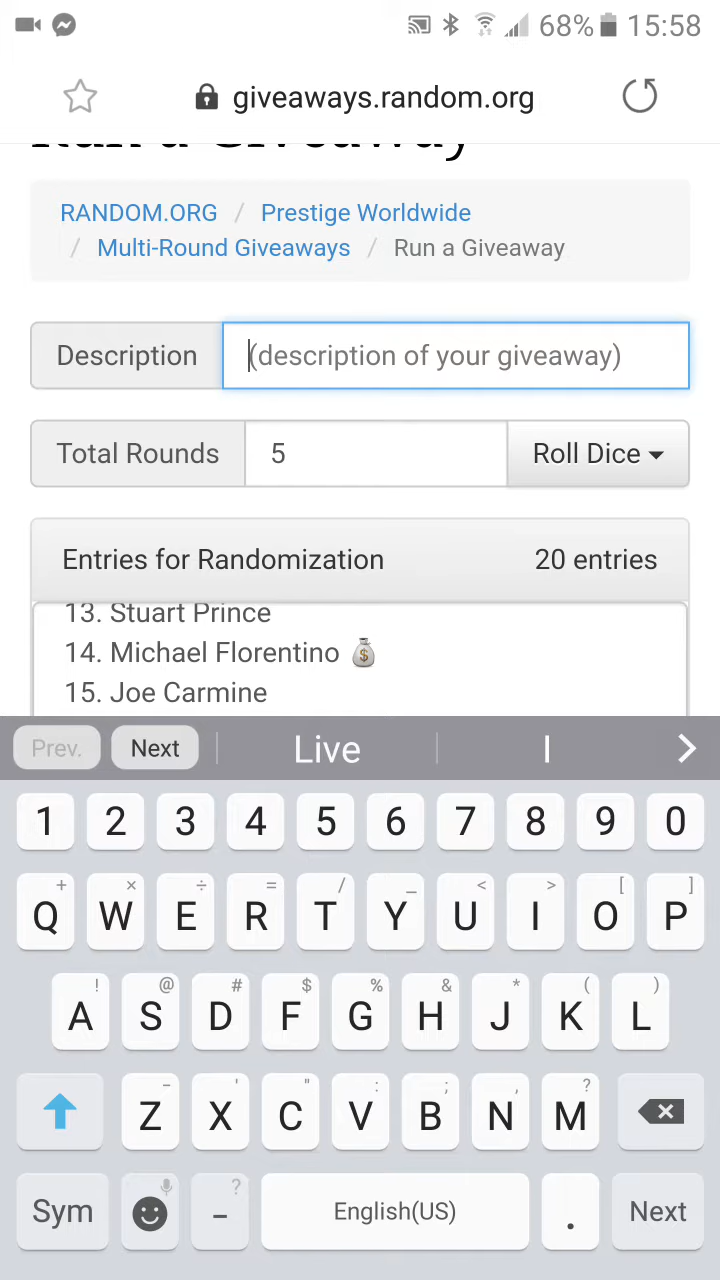 68% 15:58
giveaways.random.org
Run a Giveaway
RANDOM.ORG / Prestige Worldwide
/ Multi-Round Giveaways / Run a Giveaway
Description (description of your giveaway)
Total Rounds 5 Roll Dice
Entries for Randomization 20 entries
13. Stuart Prince
14. Michael Florentino 💰
15. Joe Carmine
Prev. Next Live I
1 2 3 4 5 6 7 8 9 0
+ × ÷ = / _ < > [ ]
Q W E R T Y U I O P
! @ # $ % & * ( )
A S D F G H J K L
- ' " : ; , ?
Z X C V B N M
?
Sym - English(US) . Next